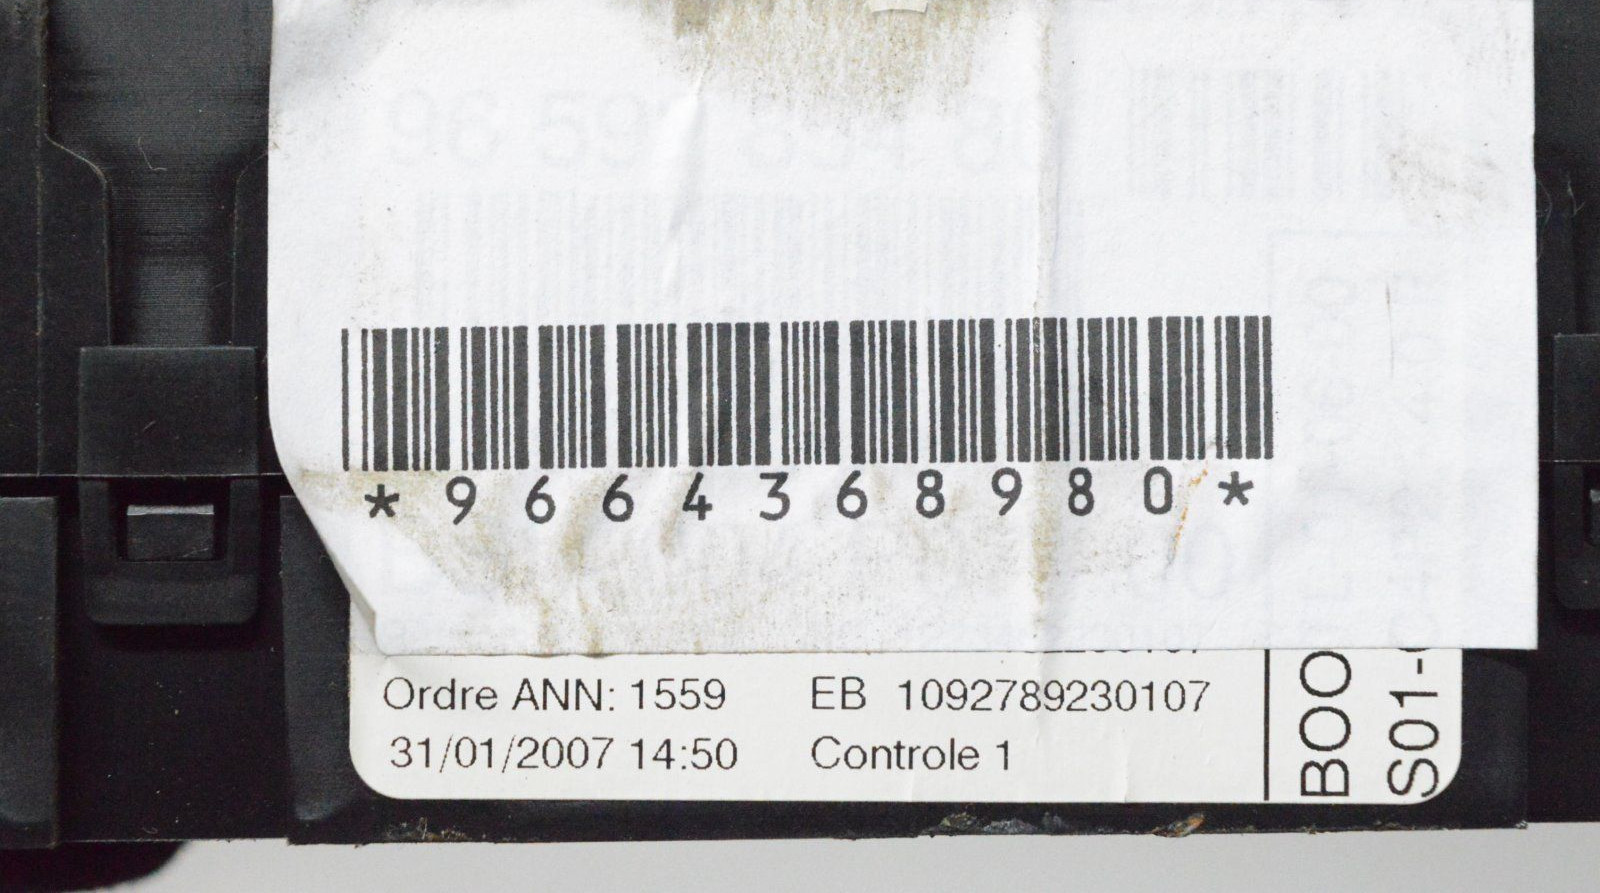 *9664368980*
Ordre ANN: 1559 EB 1092789230107
31/01/2007 14:50 Controle 1
BOO
S01-